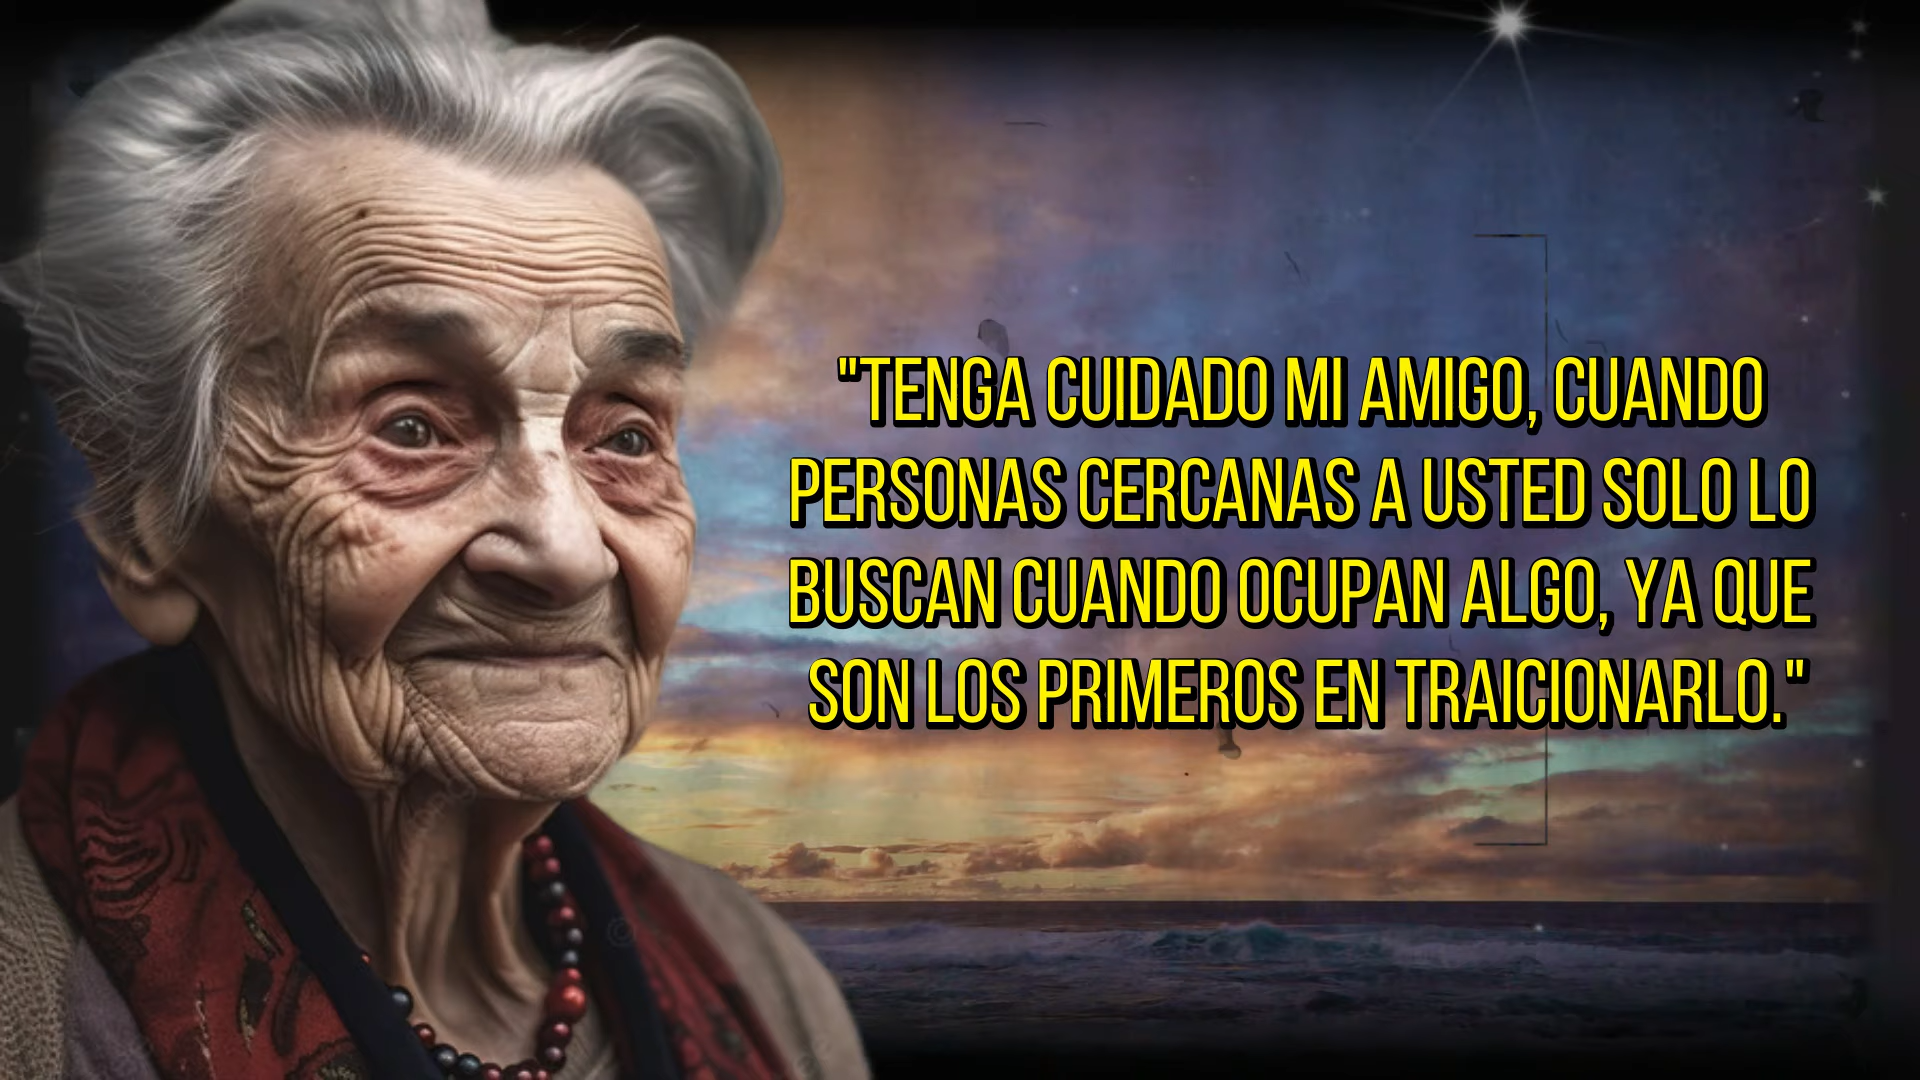 "TENGA CUIDADO MI AMIGO, CUANDO
PERSONAS CERCANAS A USTED SOLO LO
BUSCAN CUANDO OCUPAN ALGO, YA QUE
SON LOS PRIMEROS EN TRAICIONARLO."